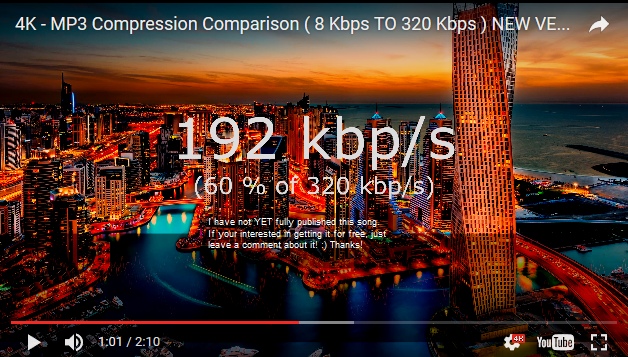 4K - MP3 Compression Comparison ( 8 Kbps TO 320 Kbps ) NEW VE...
192 kbp/s
(60 % of 320 kbp/s)
I have not YET fully published this song.
If your interested in getting it for free, just
leave a comment about it! ;) Thanks!
1:01 / 2:10
4K
YouTube